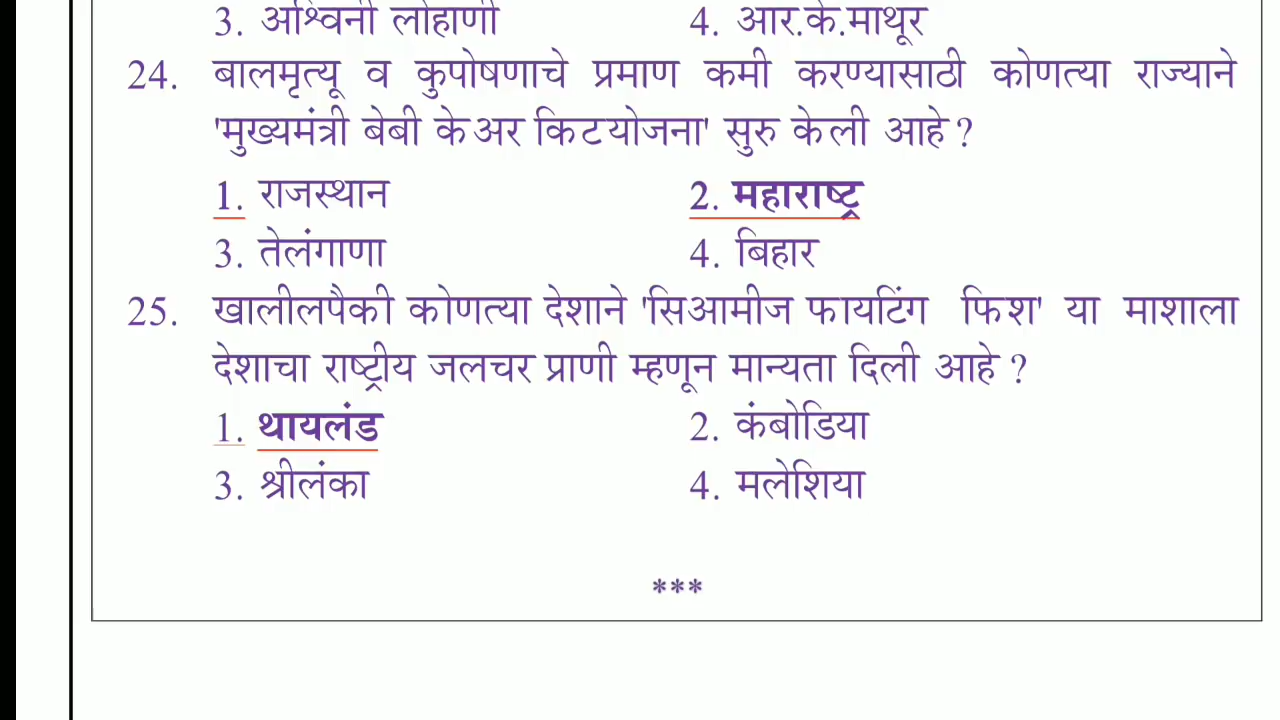 3. अश्विनी लोहाणी 4. आर.के.माथूर
24. बालमृत्यू व कुपोषणाचे प्रमाण कमी करण्यासाठी कोणत्या राज्याने
'मुख्यमंत्री बेबी केअर किटयोजना' सुरु केली आहे?
1. राजस्थान 2. महाराष्ट्र
3. तेलंगाणा 4. बिहार
25. खालीलपैकी कोणत्या देशाने 'सिआमीज फायटिंग फिश' या माशाला
देशाचा राष्ट्रीय जलचर प्राणी म्हणून मान्यता दिली आहे?
1. थायलंड 2. कंबोडिया
3. श्रीलंका 4. मलेशिया
***